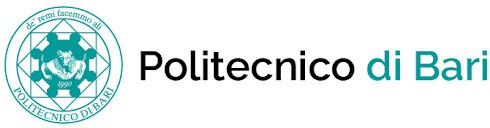 de' remi facemmo ali
1990
POLITECNICO DI BARI
Politecnico di Bari